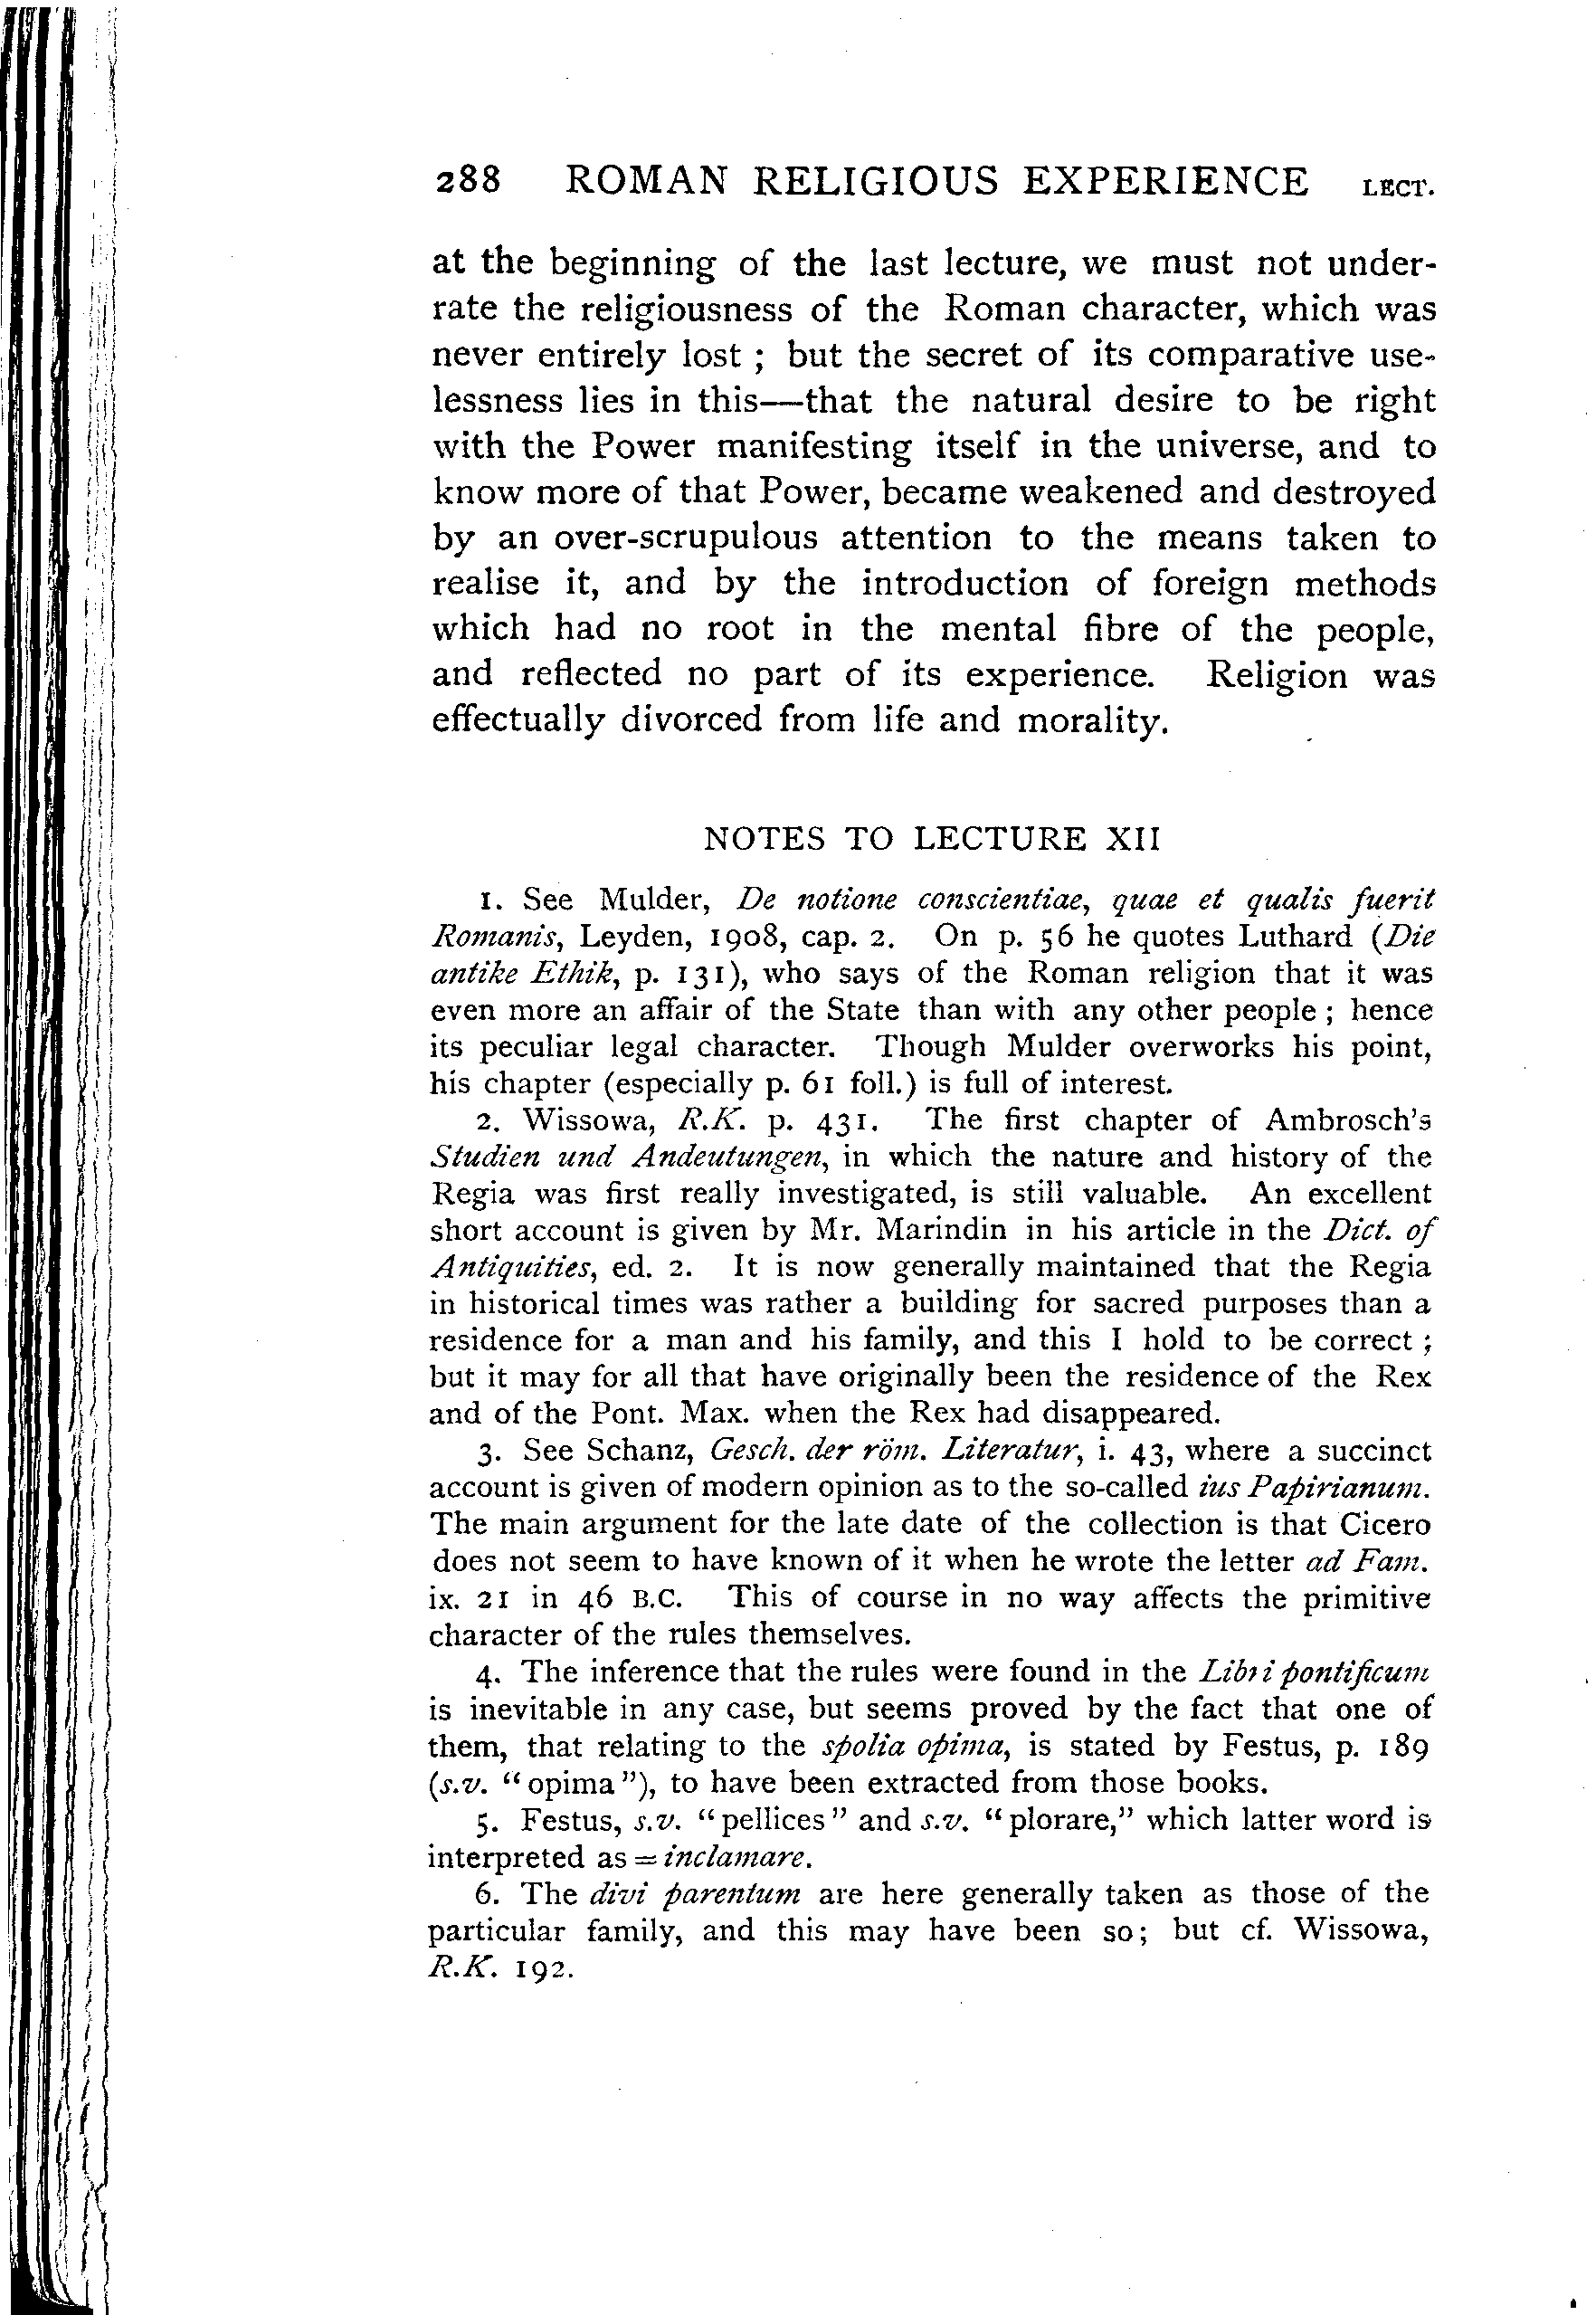 288 ROMAN RELIGIOUS EXPERIENCE LECT.
at the beginning of the last lecture, we must not under-
rate the religiousness of the Roman character, which was
never entirely lost ; but the secret of its comparative use-
lessness lies in this—that the natural desire to be right
with the Power manifesting itself in the universe, and to
know more of that Power, became weakened and destroyed
by an over-scrupulous attention to the means taken to
realise it, and by the introduction of foreign methods
which had no root in the mental fibre of the people,
and reflected no part of its experience. Religion was
effectually divorced from life and morality.
NOTES TO LECTURE XII
1. See Mulder, De notione conscientiae, quae et qualis fuerit
Romanis, Leyden, 1908, cap. 2. On p. 56 he quotes Luthard (Die
antike Ethik, p. 131), who says of the Roman religion that it was
even more an affair of the State than with any other people ; hence
its peculiar legal character. Though Mulder overworks his point,
his chapter (especially p. 61 foll.) is full of interest.
2. Wissowa, R.K. p. 431. The first chapter of Ambrosch's
Studien und Andeutungen, in which the nature and history of the
Regia was first really investigated, is still valuable. An excellent
short account is given by Mr. Marindin in his article in the Dict. of
Antiquities, ed. 2. It is now generally maintained that the Regia
in historical times was rather a building for sacred purposes than a
residence for a man and his family, and this I hold to be correct ;
but it may for all that have originally been the residence of the Rex
and of the Pont. Max. when the Rex had disappeared.
3. See Schanz, Gesch. der röm. Literatur, i. 43, where a succinct
account is given of modern opinion as to the so-called ius Papirianum.
The main argument for the late date of the collection is that Cicero
does not seem to have known of it when he wrote the letter ad Fam.
ix. 21 in 46 B.C. This of course in no way affects the primitive
character of the rules themselves.
4. The inference that the rules were found in the Libri pontificum
is inevitable in any case, but seems proved by the fact that one of
them, that relating to the spolia opima, is stated by Festus, p. 189
(s.v. "opima"), to have been extracted from those books.
5. Festus, s.v. "pellices" and s.v. "plorare," which latter word is
interpreted as = inclamare.
6. The divi parentum are here generally taken as those of the
particular family, and this may have been so; but cf. Wissowa,
R.K. 192.